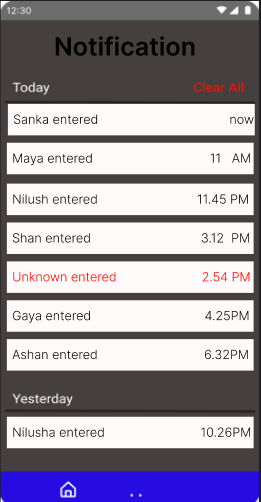 12:30
Notification
Today Clear All
Sanka entered now
Maya entered 11 AM
Nilush entered 11.45 PM
Shan entered 3.12 PM
Unknown entered 2.54 PM
Gaya entered 4.25PM
Ashan entered 6.32PM
Yesterday
Nilusha entered 10.26PM